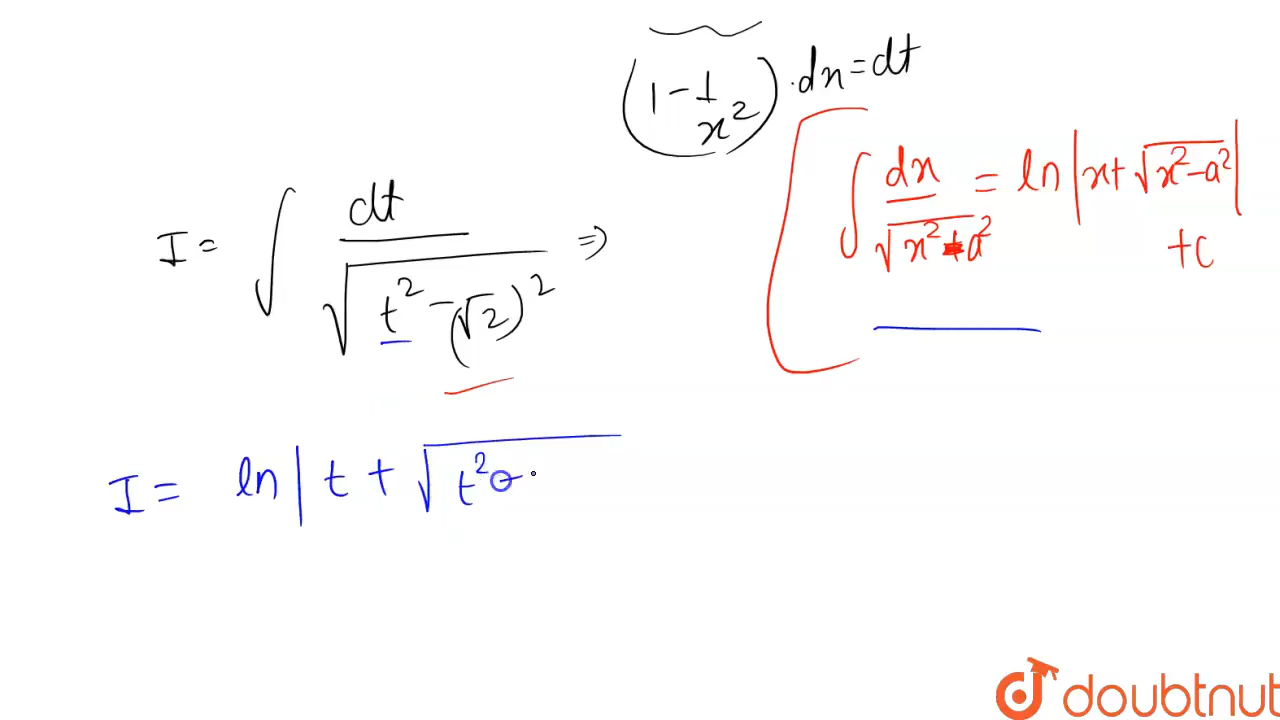 (1 - 1/x²) . dx = dt
∫ dx/√(x² + a²) = ln |x + √(x² - a²)| + c
I = ∫ dt/√(t² - (√2)²) ⇒
I = ln | t + √(t² -
doubtnut